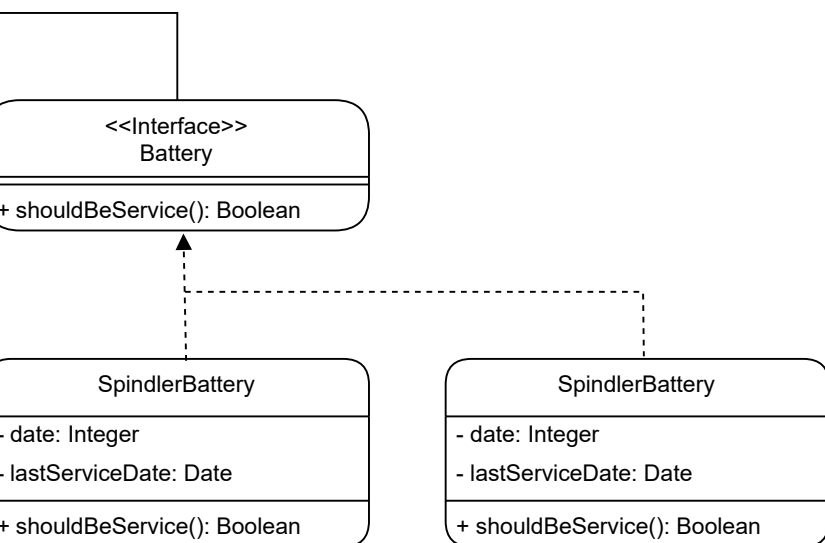 <<Interface>>
Battery
+ shouldBeService(): Boolean
SpindlerBattery
- date: Integer
- lastServiceDate: Date
+ shouldBeService(): Boolean
SpindlerBattery
- date: Integer
- lastServiceDate: Date
+ shouldBeService(): Boolean